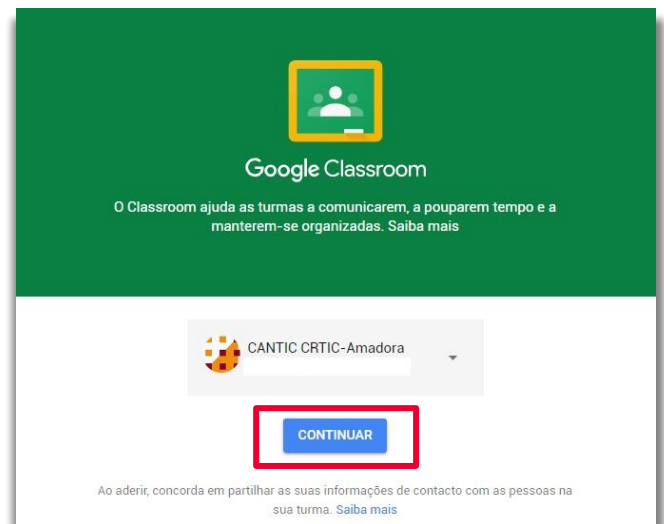 Google Classroom
O Classroom ajuda as turmas a comunicarem, a pouparem tempo e a
manterem-se organizadas. Saiba mais
CANTIC CRTIC-Amadora
CONTINUAR
Ao aderir, concorda em partilhar as suas informações de contacto com as pessoas na
sua turma. Saiba mais